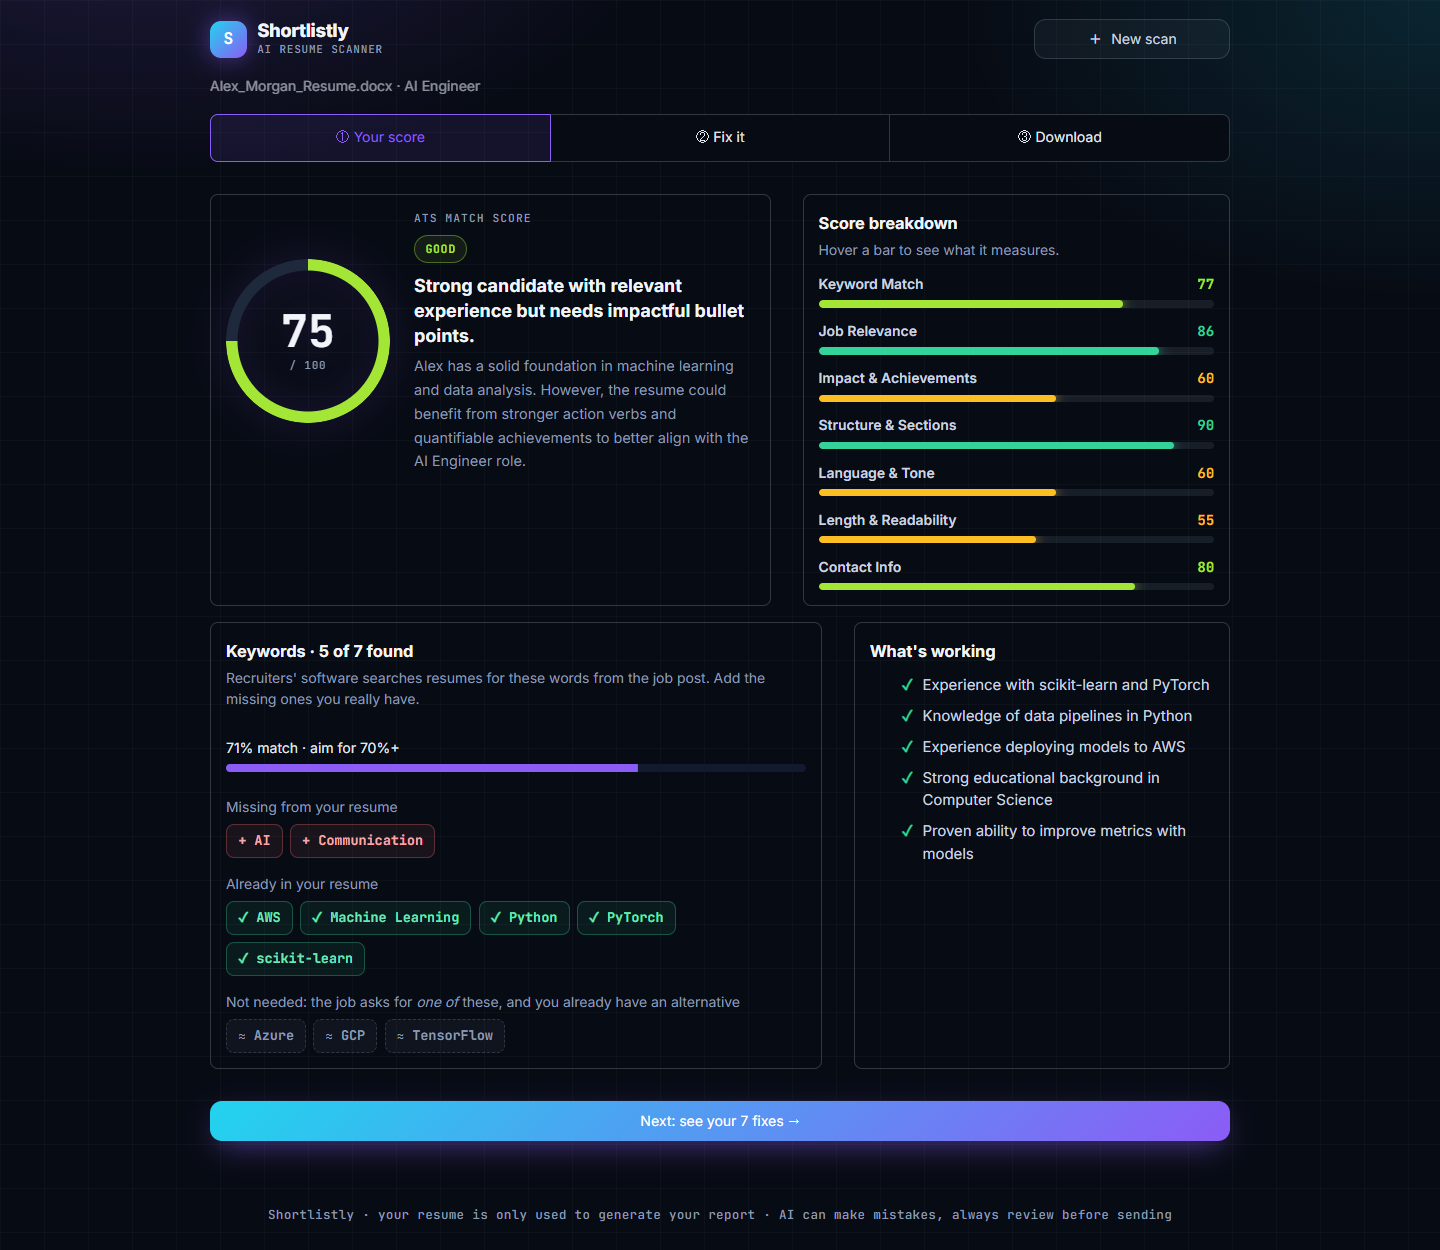 S
Shortlistly
AI RESUME SCANNER
+ New scan
Alex_Morgan_Resume.docx · AI Engineer
① Your score
② Fix it
③ Download
75
/ 100
ATS MATCH SCORE
GOOD
Strong candidate with relevant
experience but needs impactful bullet
points.
Alex has a solid foundation in machine learning
and data analysis. However, the resume could
benefit from stronger action verbs and
quantifiable achievements to better align with the
AI Engineer role.
Score breakdown
Hover a bar to see what it measures.
Keyword Match 77
Job Relevance 86
Impact & Achievements 60
Structure & Sections 90
Language & Tone 60
Length & Readability 55
Contact Info 80
Keywords · 5 of 7 found
Recruiters' software searches resumes for these words from the job post. Add the
missing ones you really have.
71% match · aim for 70%+
Missing from your resume
+ AI + Communication
Already in your resume
✓ AWS ✓ Machine Learning ✓ Python ✓ PyTorch
✓ scikit-learn
Not needed: the job asks for one of these, and you already have an alternative
≈ Azure ≈ GCP ≈ TensorFlow
What's working
✓ Experience with scikit-learn and PyTorch
✓ Knowledge of data pipelines in Python
✓ Experience deploying models to AWS
✓ Strong educational background in
Computer Science
✓ Proven ability to improve metrics with
models
Next: see your 7 fixes →
Shortlistly · your resume is only used to generate your report · AI can make mistakes, always review before sending